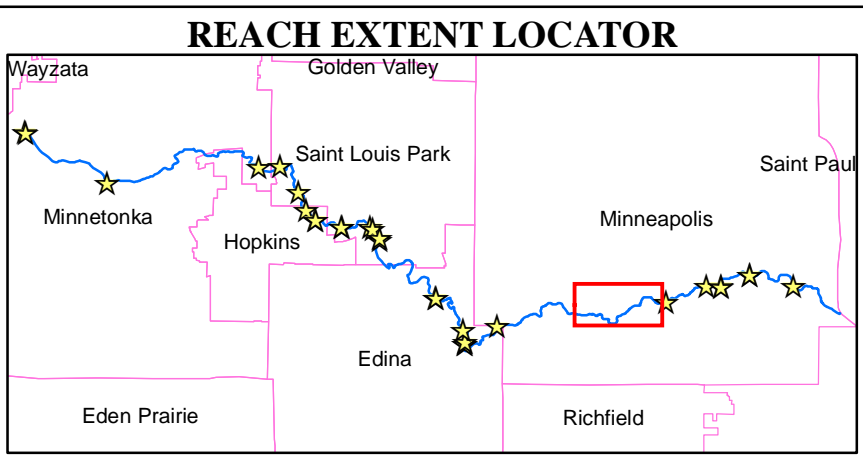 REACH EXTENT LOCATOR
Wayzata
Golden Valley
Saint Louis Park
Saint Paul
Minnetonka
Minneapolis
Hopkins
Edina
Eden Prairie
Richfield